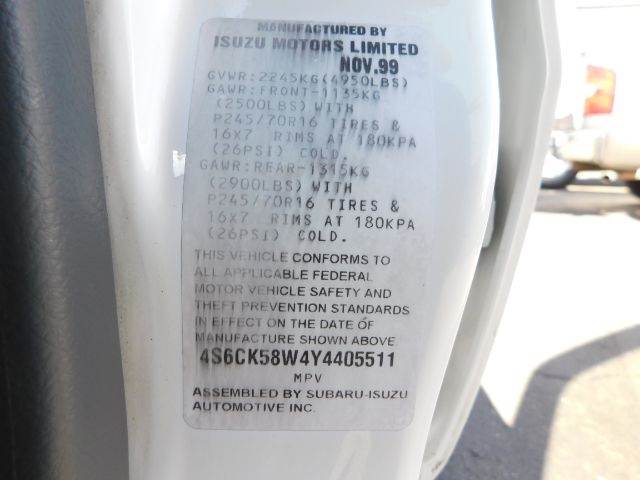 MANUFACTURED BY
ISUZU MOTORS LIMITED
NOV.99
GVWR:2245KG(4950LBS)
GAWR:FRONT-1135KG
(2500LBS) WITH
P245/70R16 TIRES &
16X7 RIMS AT 180KPA
(26PSI) COLD.
GAWR:REAR-1315KG
(2900LBS) WITH
P245/70R16 TIRES &
16X7 RIMS AT 180KPA
(26PSI) COLD.
THIS VEHICLE CONFORMS TO
ALL APPLICABLE FEDERAL
MOTOR VEHICLE SAFETY AND
THEFT PREVENTION STANDARDS
IN EFFECT ON THE DATE OF
MANUFACTURE SHOWN ABOVE
4S6CK58W4Y4405511
MPV
ASSEMBLED BY SUBARU-ISUZU
AUTOMOTIVE INC.